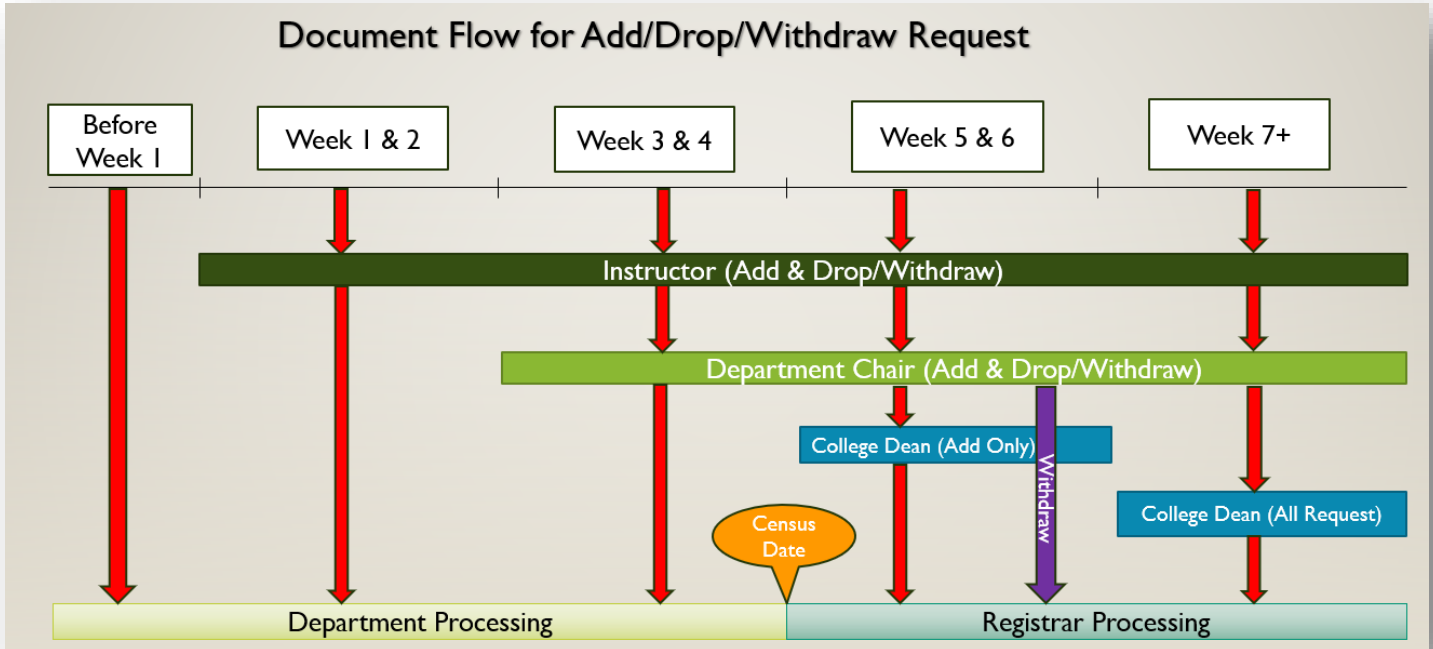 Document Flow for Add/Drop/Withdraw Request
Before
Week 1
Week 1 & 2
Week 3 & 4
Week 5 & 6
Week 7+
Instructor (Add & Drop/Withdraw)
Department Chair (Add & Drop/Withdraw)
College Dean (Add Only)
Withdraw
College Dean (All Request)
Census
Date
Department Processing
Registrar Processing